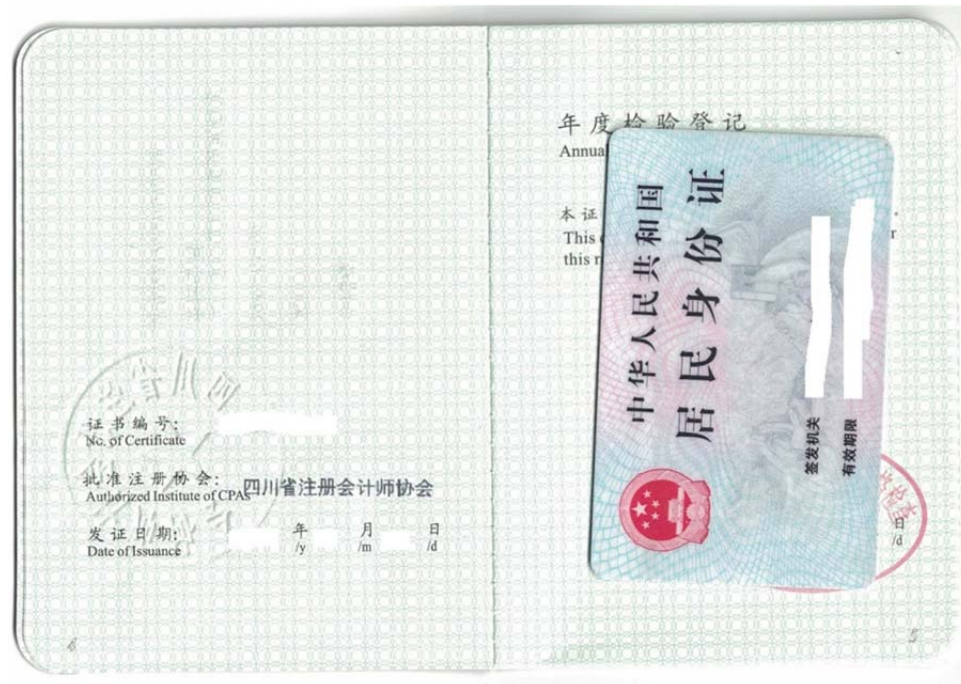 证书编号:
No. of Certificate
批准注册协会:
Authorized Institute of CPAs
四川省注册会计师协会
发证日期:
Date of Issuance
年 月 日
/y /m /d
6
年度检验登记
Annua
本证
This
this r
r
中华人民共和国
居民身份证
签发机关
有效期限
日
/d
5